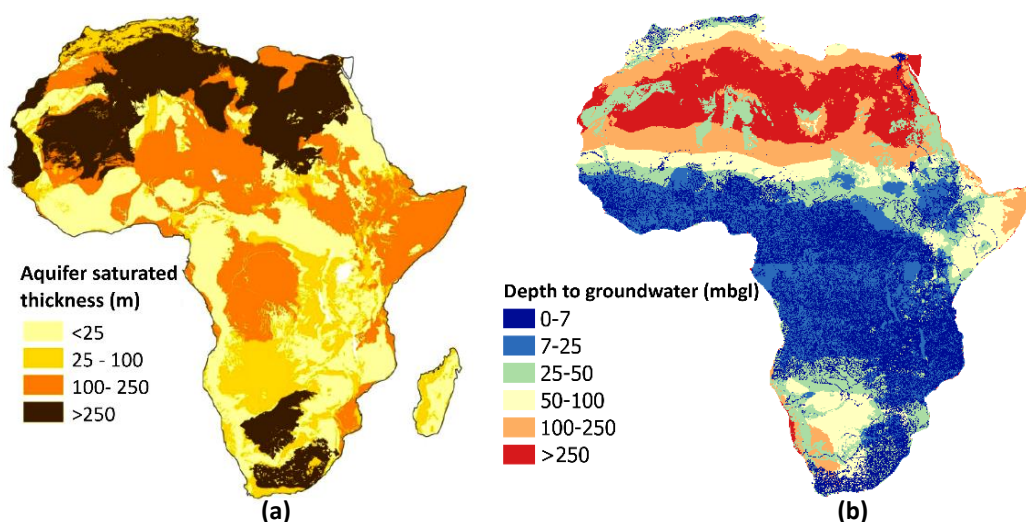 Aquifer saturated
thickness (m)
<25
25 - 100
100- 250
>250
(a)
Depth to groundwater (mbgl)
0-7
7-25
25-50
50-100
100-250
>250
(b)